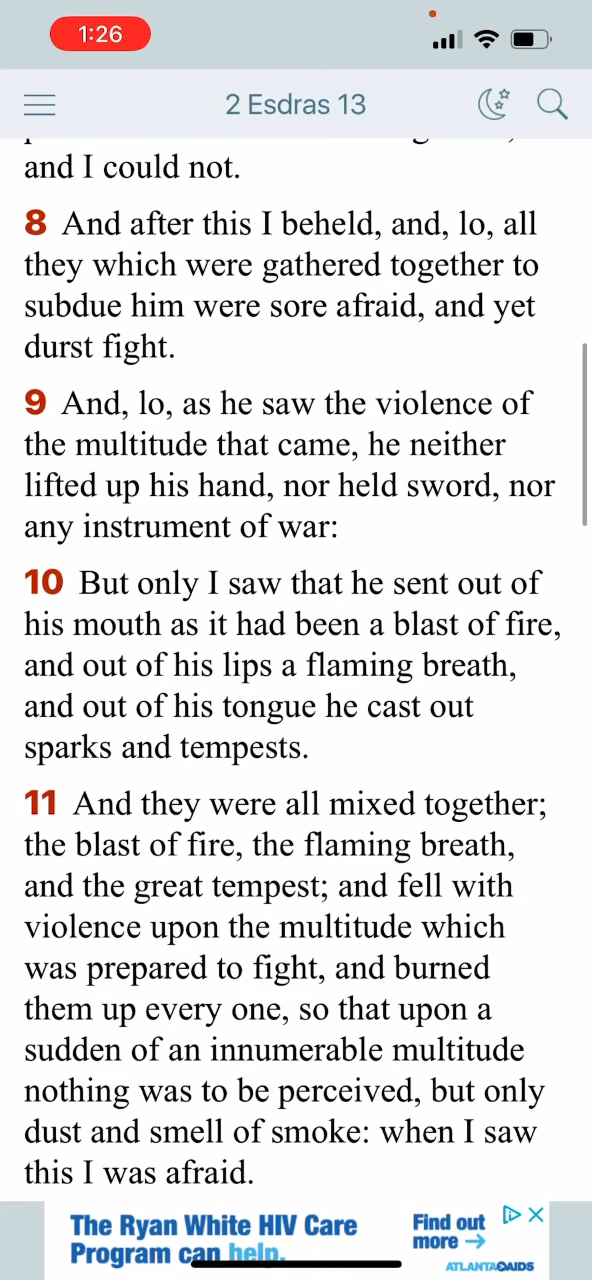 1:26
2 Esdras 13
and I could not.
8 And after this I beheld, and, lo, all
they which were gathered together to
subdue him were sore afraid, and yet
durst fight.
9 And, lo, as he saw the violence of
the multitude that came, he neither
lifted up his hand, nor held sword, nor
any instrument of war:
10 But only I saw that he sent out of
his mouth as it had been a blast of fire,
and out of his lips a flaming breath,
and out of his tongue he cast out
sparks and tempests.
11 And they were all mixed together;
the blast of fire, the flaming breath,
and the great tempest; and fell with
violence upon the multitude which
was prepared to fight, and burned
them up every one, so that upon a
sudden of an innumerable multitude
nothing was to be perceived, but only
dust and smell of smoke: when I saw
this I was afraid.
The Ryan White HIV Care
Program can help.
Find out
more
ATLANTA AIDS